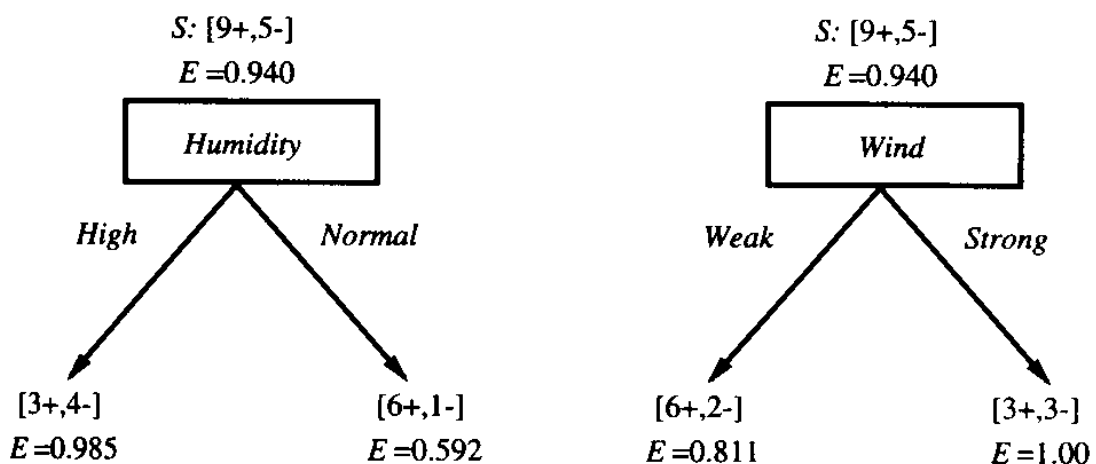 S: [9+,5-]
E =0.940
Humidity
High
Normal
[3+,4-]
E =0.985
[6+,1-]
E =0.592
S: [9+,5-]
E =0.940
Wind
Weak
Strong
[6+,2-]
E =0.811
[3+,3-]
E =1.00